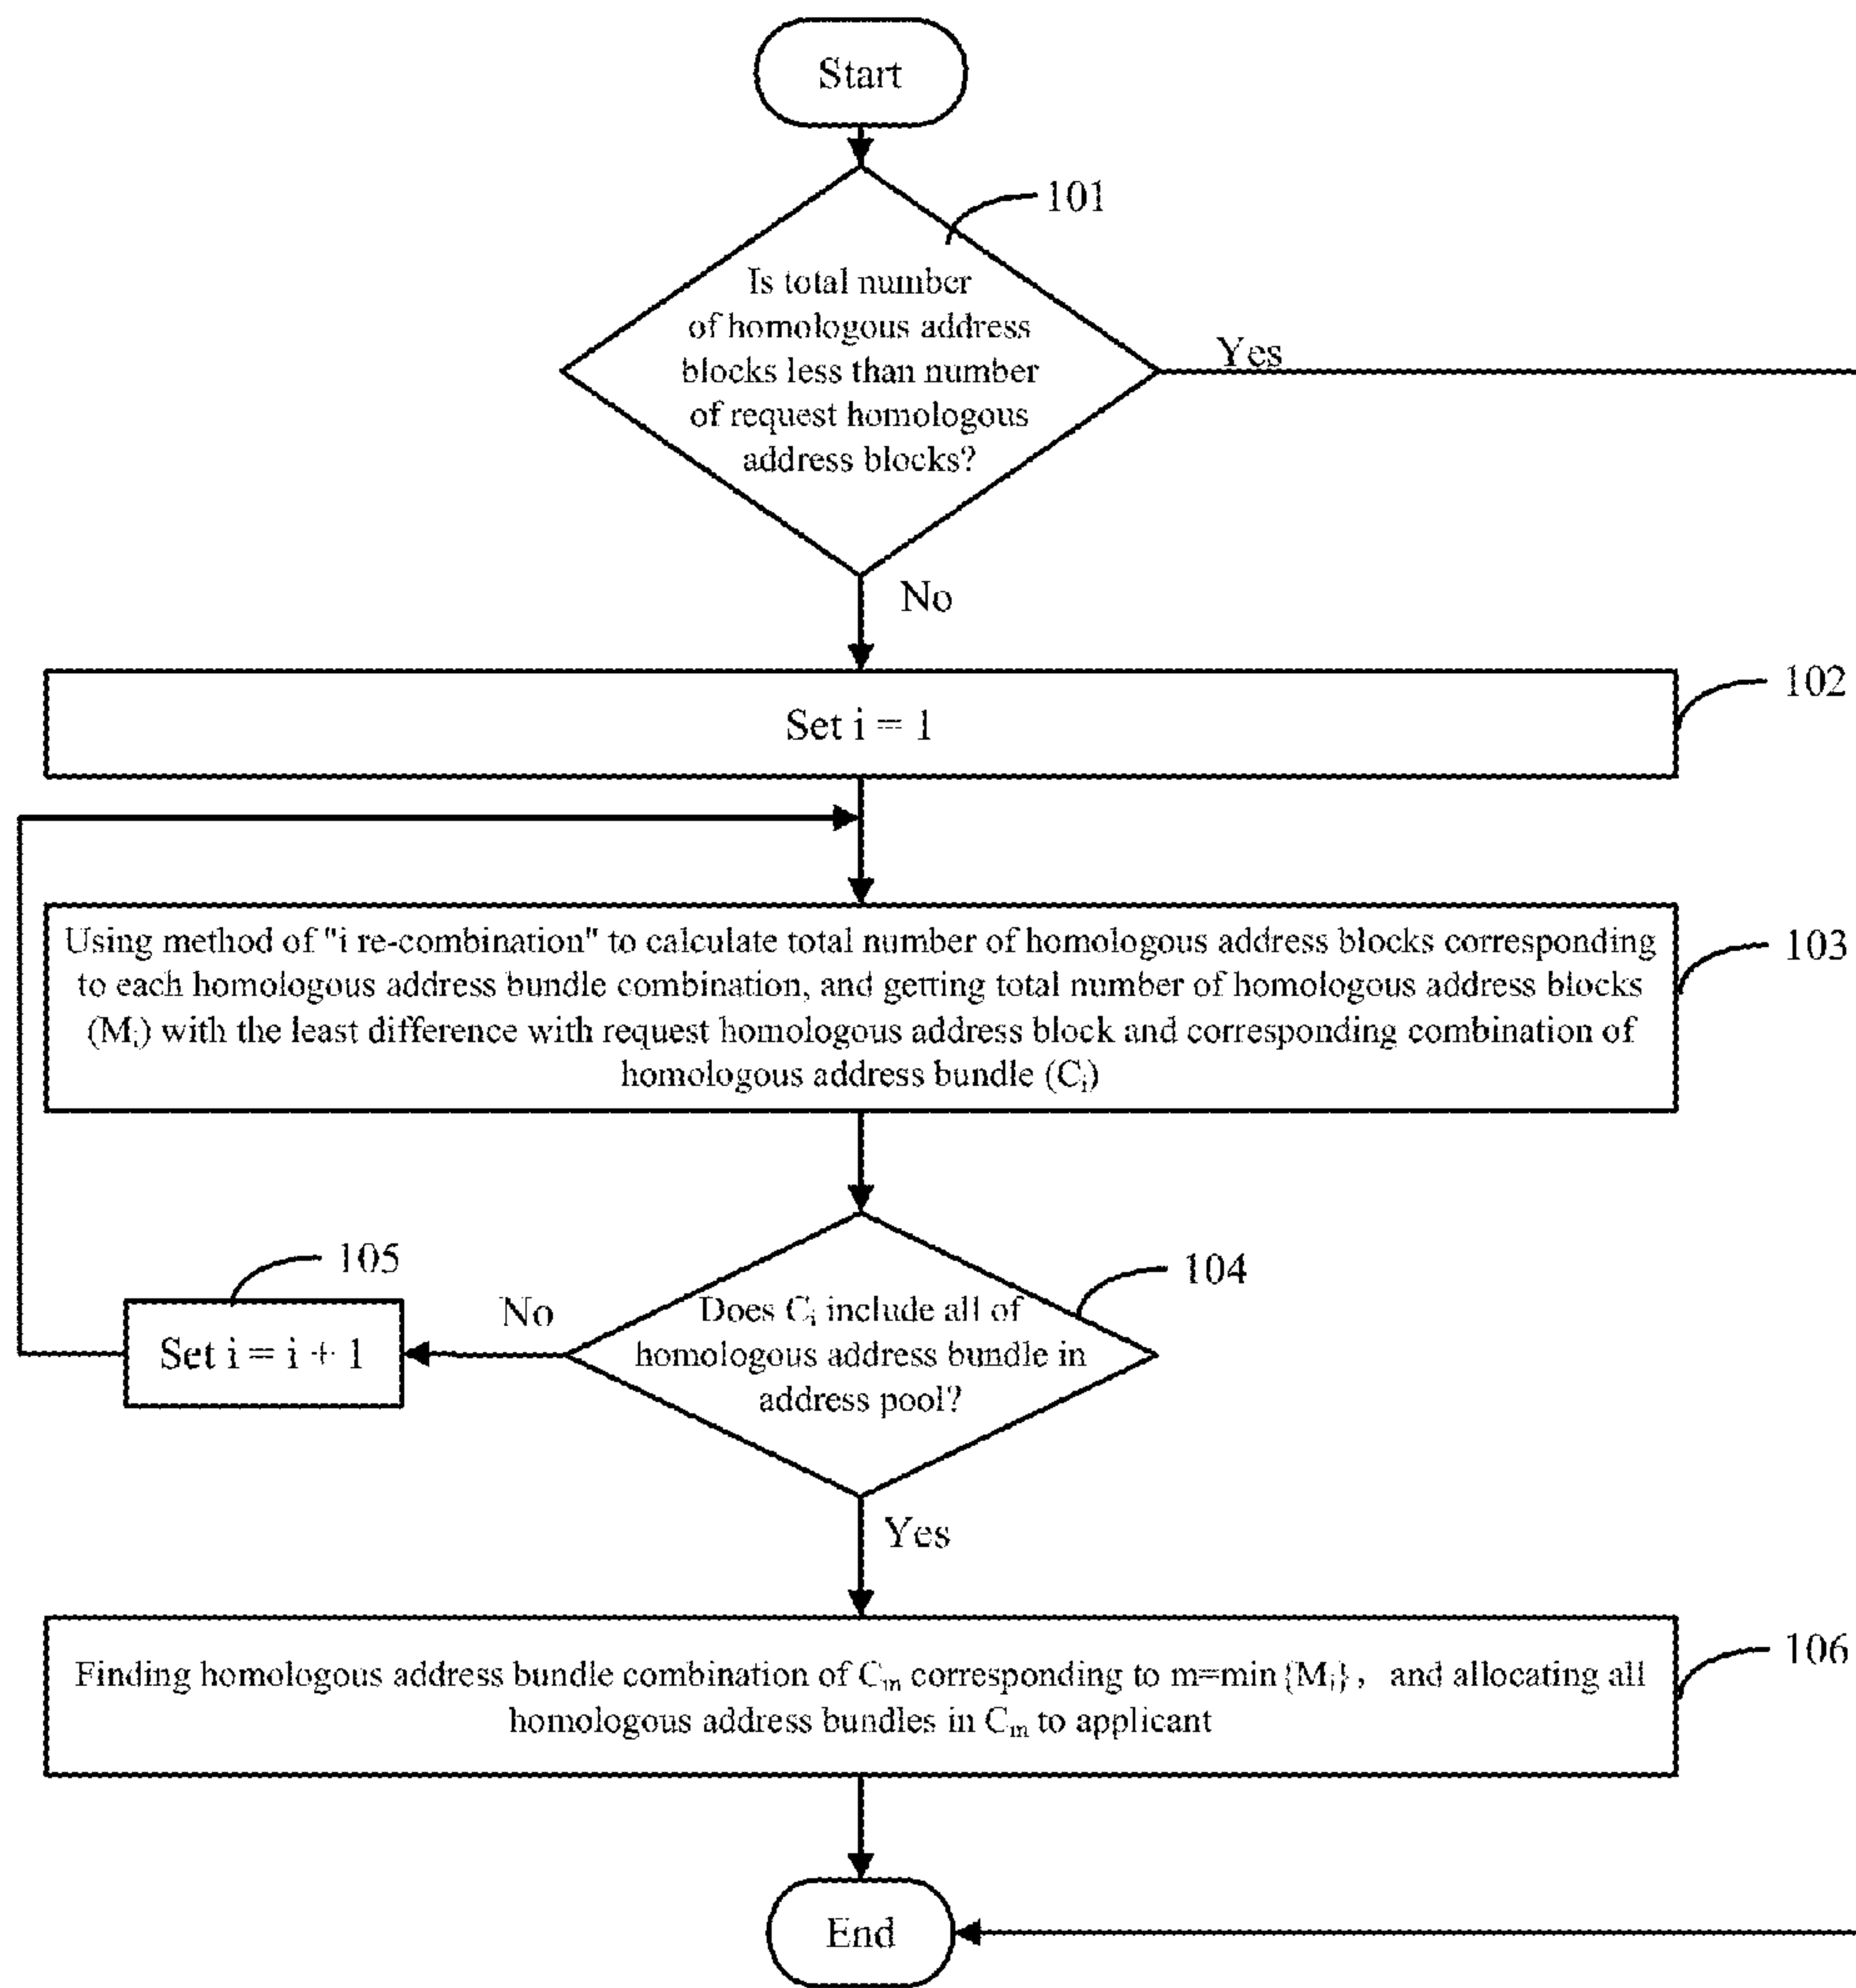 Start
101
Is total number
of homologous address
blocks less than number
of request homologous
address blocks?
Yes
No
102
Set i = 1
103
Using method of "i re-combination" to calculate total number of homologous address blocks corresponding
to each homologous address bundle combination, and getting total number of homologous address blocks
(Mᵢ) with the least difference with request homologous address block and corresponding combination of
homologous address bundle (Cᵢ)
105
104
Does Cᵢ include all of
homologous address bundle in
address pool?
No
Set i = i + 1
Yes
106
Finding homologous address bundle combination of Cₘ corresponding to m=min{Mᵢ}, and allocating all
homologous address bundles in Cₘ to applicant
End